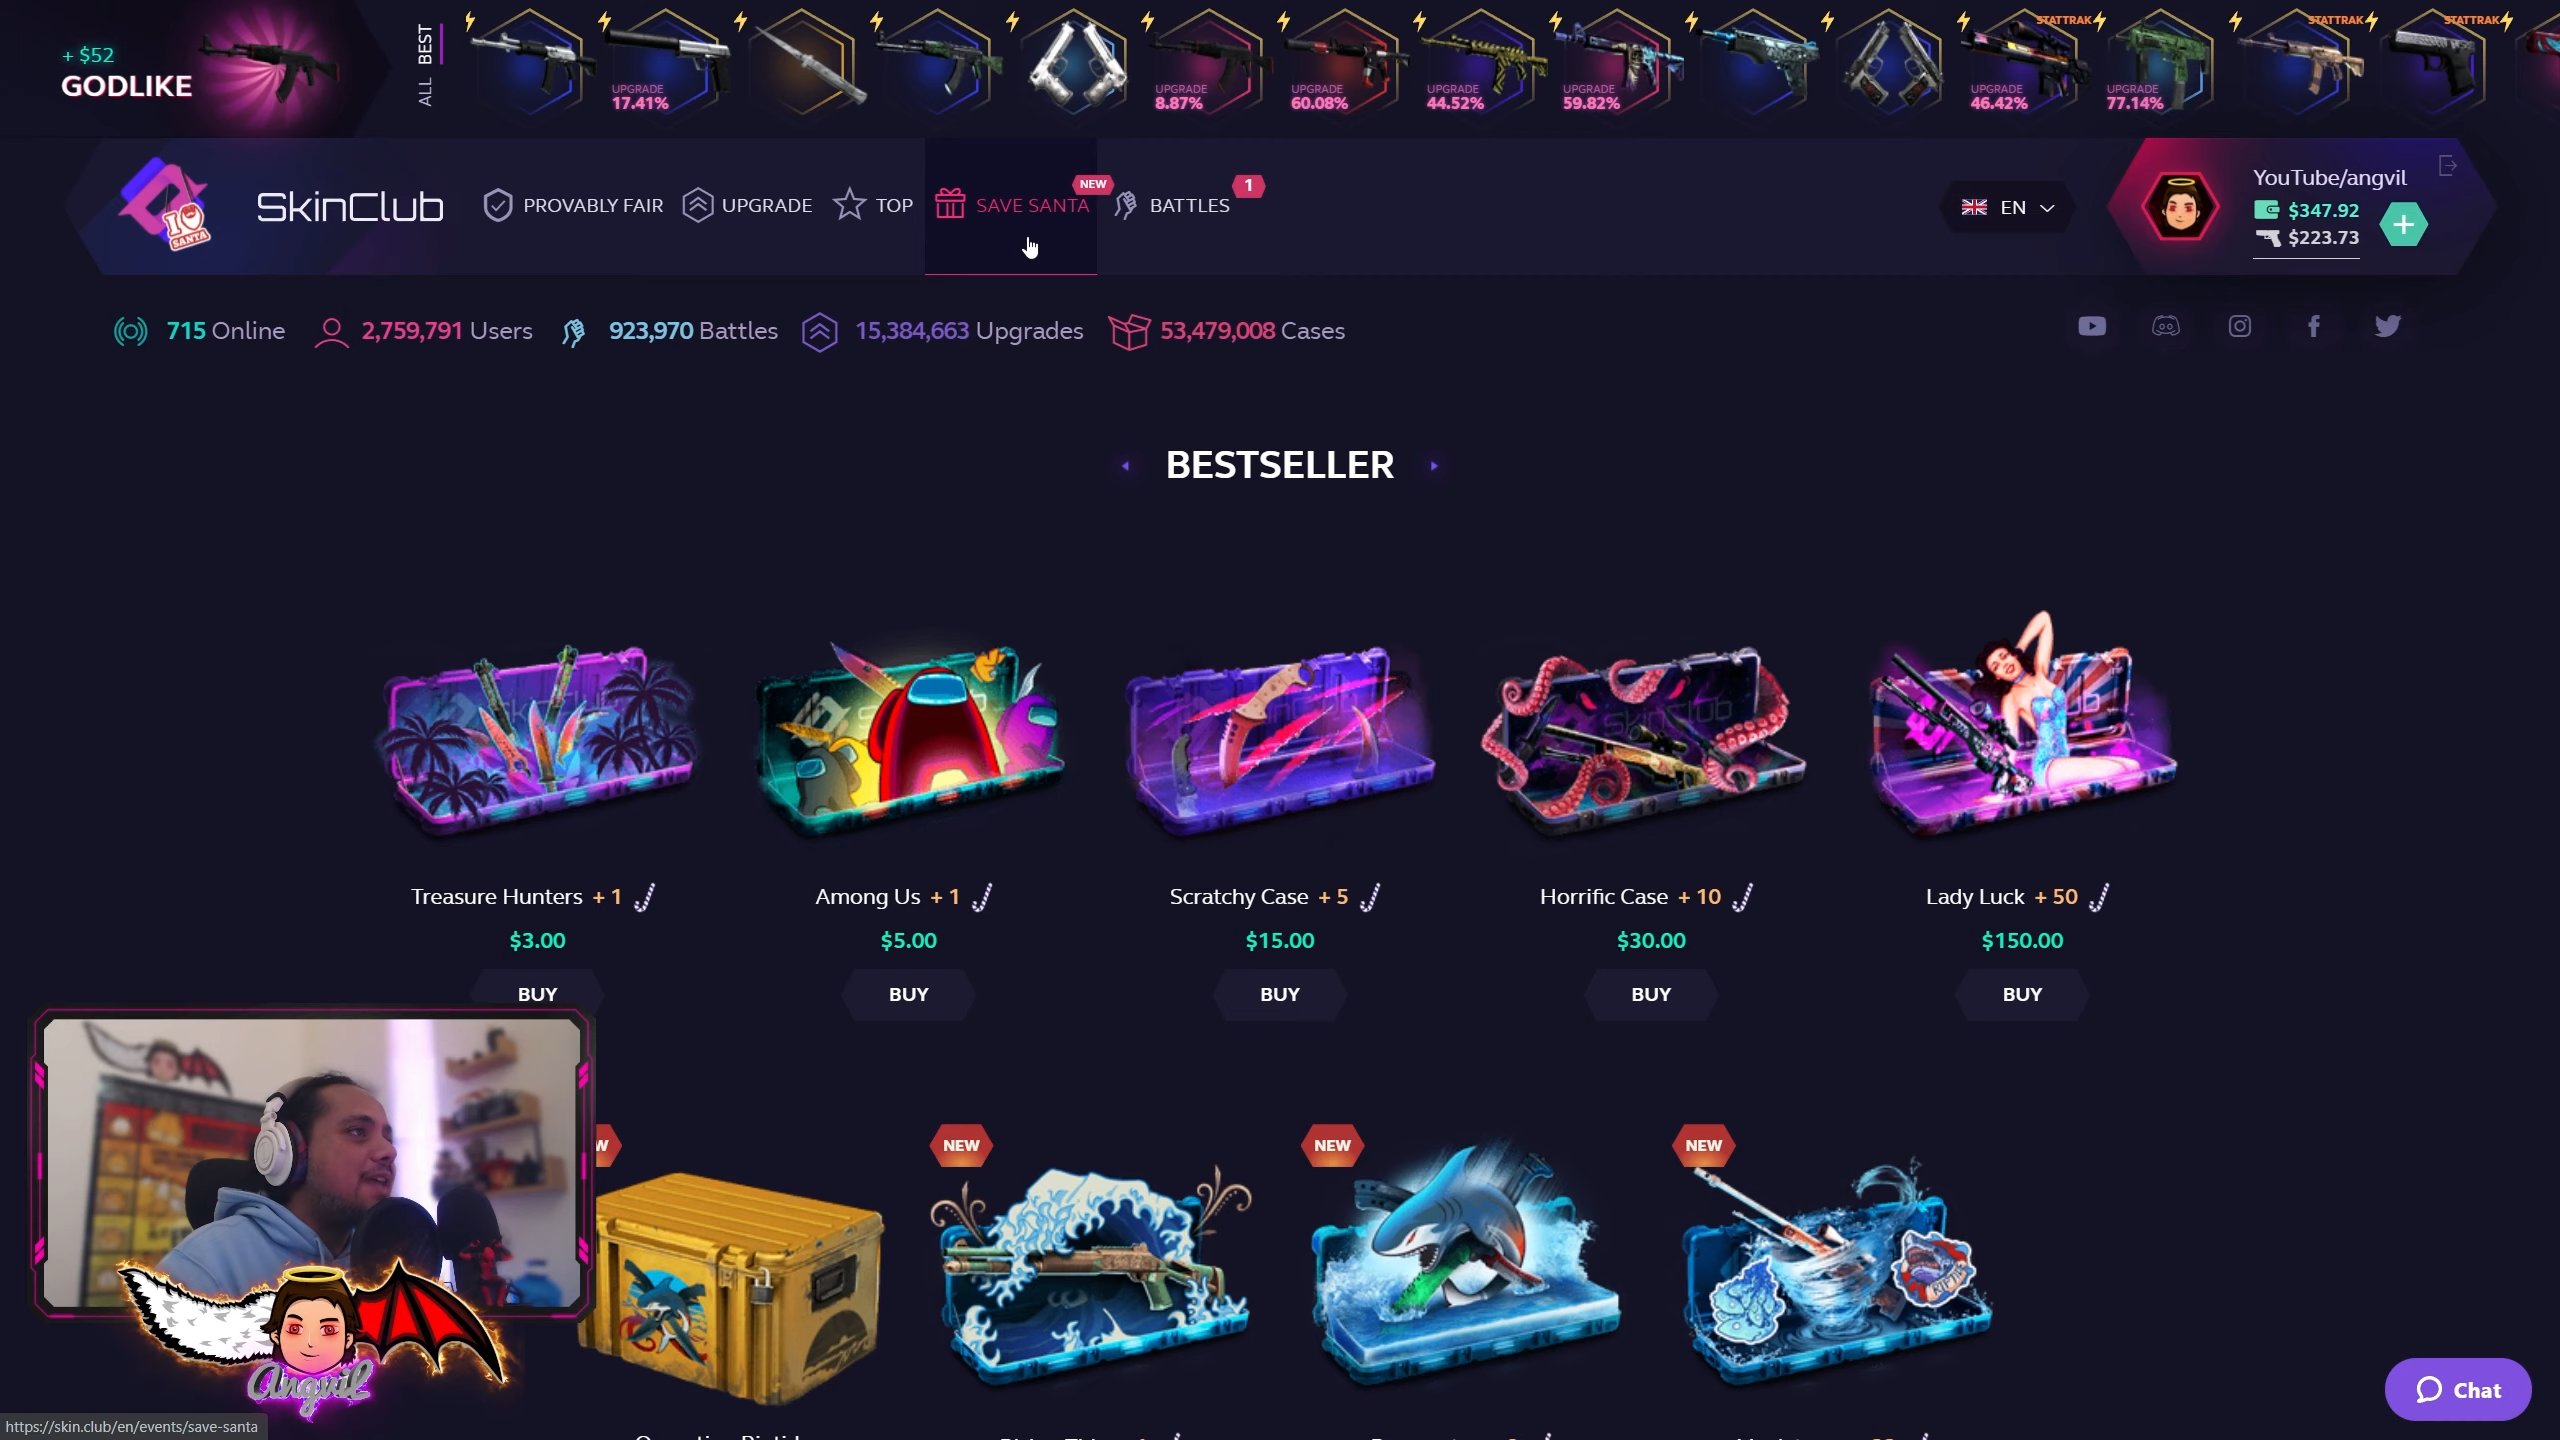 + $52
GODLIKE
ALL BEST
UPGRADE
17.41%
UPGRADE
8.87%
UPGRADE
60.08%
UPGRADE
44.52%
UPGRADE
59.82%
STATTRAK
UPGRADE
46.42%
UPGRADE
77.14%
STATTRAK
STATTRAK
I
SANTA
SkinClub
PROVABLY FAIR
UPGRADE
TOP
SAVE SANTA
NEW
BATTLES
1
EN
YouTube/angvil
$347.92
$223.73
+
715 Online
2,759,791 Users
923,970 Battles
15,384,663 Upgrades
53,479,008 Cases
BESTSELLER
Treasure Hunters + 1
$3.00
BUY
Among Us + 1
$5.00
BUY
Scratchy Case + 5
$15.00
BUY
Horrific Case + 10
$30.00
BUY
Lady Luck + 50
$150.00
BUY
NEW
NEW
NEW
RIPTIDE
Angvil
Chat
https://skin.club/en/events/save-santa